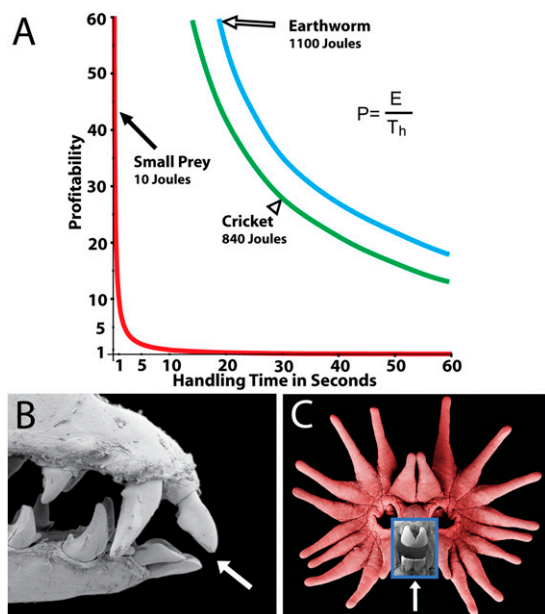 A
60
50
40
30
20
10
5
1
Profitability
Earthworm
1100 Joules
P= E
Th
Small Prey
10 Joules
Cricket
840 Joules
1 5 10 20 30 40 50 60
Handling Time in Seconds
B
C